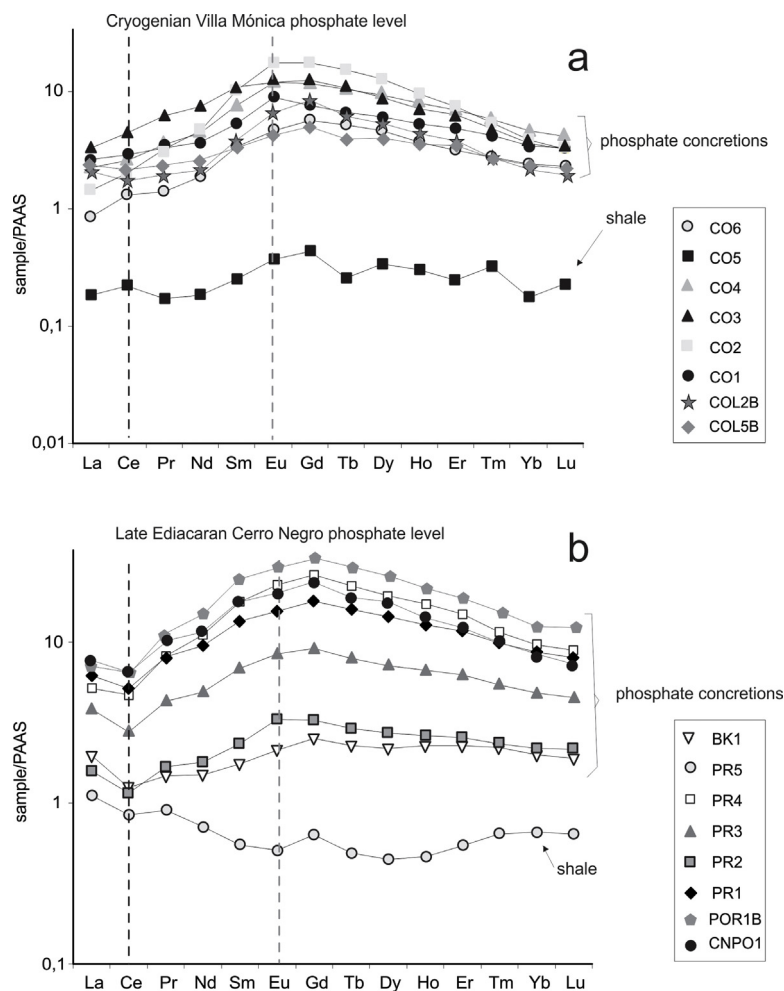 Cryogenian Villa Mónica phosphate level
a
10
1
0,1
0,01
sample/PAAS
phosphate concretions
shale
CO6
CO5
CO4
CO3
CO2
CO1
COL2B
COL5B
La Ce Pr Nd Sm Eu Gd Tb Dy Ho Er Tm Yb Lu
Late Ediacaran Cerro Negro phosphate level
b
10
1
0,1
sample/PAAS
phosphate concretions
shale
BK1
PR5
PR4
PR3
PR2
PR1
POR1B
CNPO1
La Ce Pr Nd Sm Eu Gd Tb Dy Ho Er Tm Yb Lu